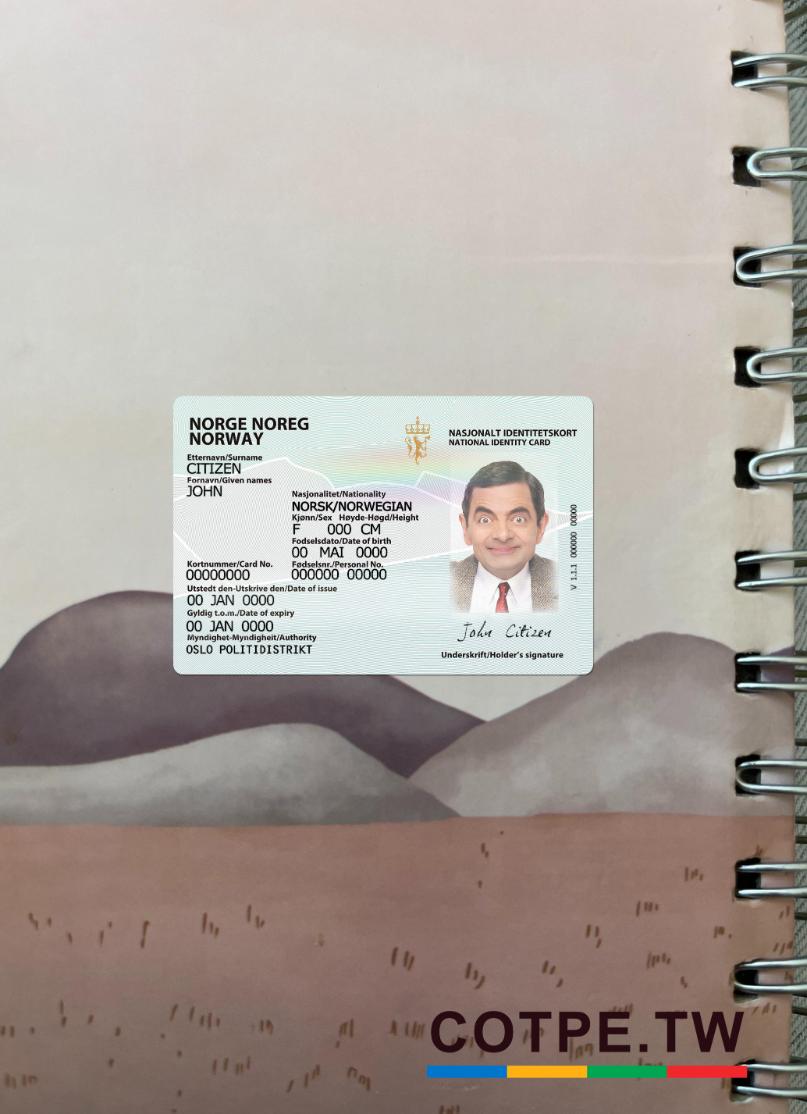 NORGE NOREG
NORWAY
NASJONALT IDENTITETSKORT
NATIONAL IDENTITY CARD
Etternavn/Surname
CITIZEN
Fornavn/Given names
JOHN
Nasjonalitet/Nationality
NORSK/NORWEGIAN
Kjønn/Sex Høyde-Høgd/Height
F 000 CM
Fodselsdato/Date of birth
00 MAI 0000
Kortnummer/Card No. Fødselsnr./Personal No.
00000000 000000 00000
Utstedt den-Utskrive den/Date of issue
00 JAN 0000
Gyldig t.o.m./Date of expiry
00 JAN 0000
Myndighet-Myndigheit/Authority
OSLO POLITIDISTRIKT
V 1.1.1 000000 00000
John Citizen
Underskrift/Holder's signature
COTPE.TW